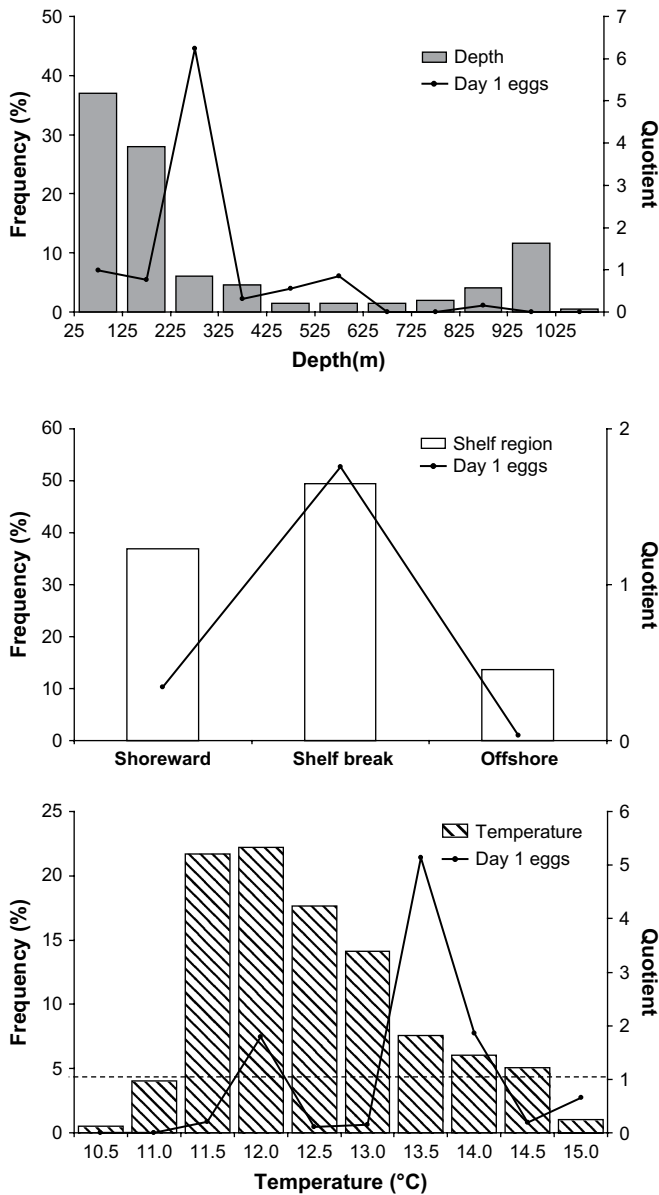 50
40
30
20
10
0
Frequency (%)
7
6
5
4
3
2
1
0
Quotient
Depth
Day 1 eggs
25 125 225 325 425 525 625 725 825 925 1025
Depth(m)
60
50
40
30
20
10
0
Frequency (%)
2
1
0
Quotient
Shelf region
Day 1 eggs
Shoreward Shelf break Offshore
25
20
15
10
5
0
Frequency (%)
6
5
4
3
2
1
0
Quotient
Temperature
Day 1 eggs
10.5 11.0 11.5 12.0 12.5 13.0 13.5 14.0 14.5 15.0
Temperature (°C)